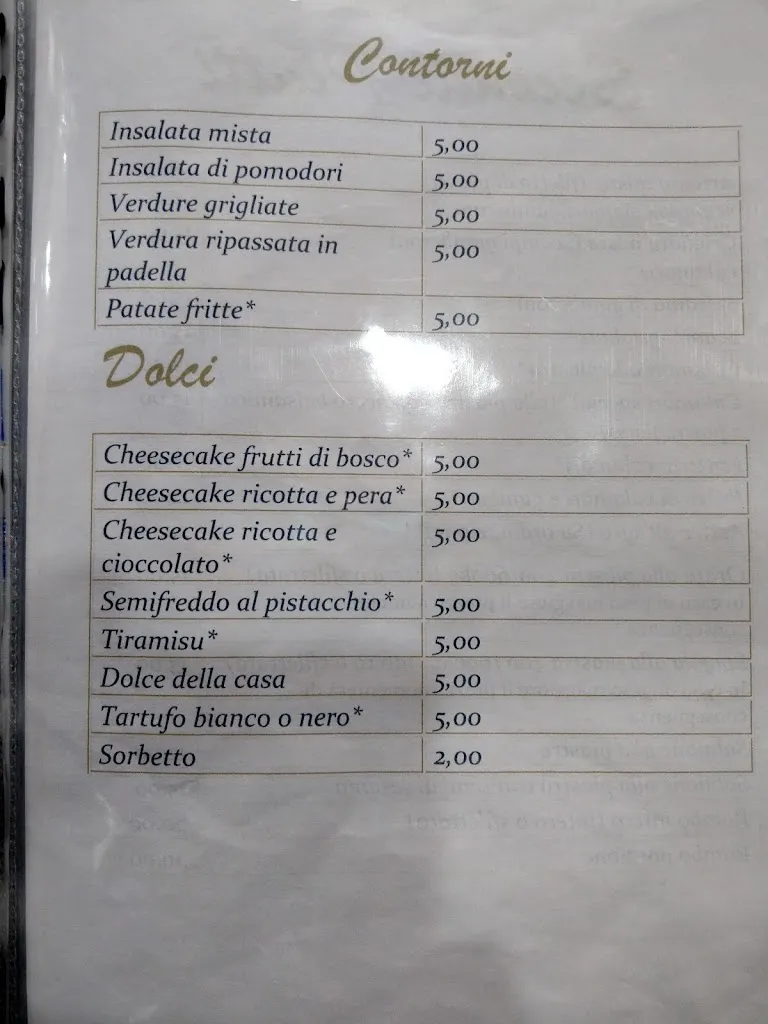 Contorni
Insalata mista 5,00
Insalata di pomodori 5,00
Verdure grigliate 5,00
Verdura ripassata in 5,00
padella
Patate fritte* 5,00
Dolci
Cheesecake frutti di bosco* 5,00
Cheesecake ricotta e pera* 5,00
Cheesecake ricotta e 5,00
cioccolato*
Semifreddo al pistacchio* 5,00
Tiramisu* 5,00
Dolce della casa 5,00
Tartufo bianco o nero* 5,00
Sorbetto 2,00